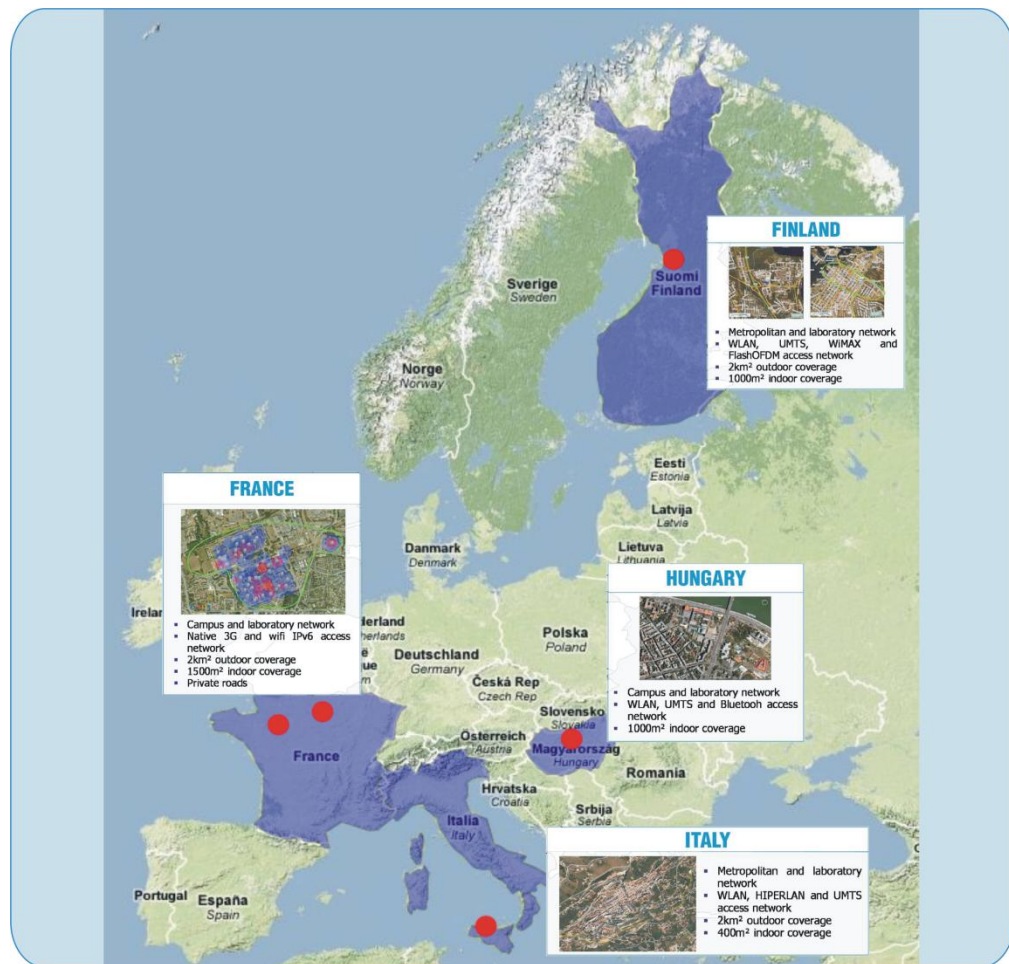 FINLAND
Metropolitan and laboratory network
WLAN, UMTS, WiMAX and
FlashOFDM access network
2km² outdoor coverage
1000m² indoor coverage
Suomi
Finland
Sverige
Sweden
Norge
Norway
Eesti
Estonia
Latvija
Latvia
Lietuva
Lithuania
Danmark
Denmark
FRANCE
Campus and laboratory network
Native 3G and wifi IPv6 access
network
2km² outdoor coverage
1500m² indoor coverage
Private roads
Irelan
derland
herlands
ë
que
m
Deutschland
Germany
Polska
Poland
Česká Rep
Czech Rep
HUNGARY
Campus and laboratory network
WLAN, UMTS and Bluetooh access
network
1000m² indoor coverage
Slovensko
Slovakia
Österreich
Austria
Magyarország
Hungary
France
Romania
Hrvatska
Croatia
Srbija
Serbia
Italia
Italy
Portugal
España
Spain
ITALY
Metropolitan and laboratory
network
WLAN, HIPERLAN and UMTS
access network
2km² outdoor coverage
400m² indoor coverage